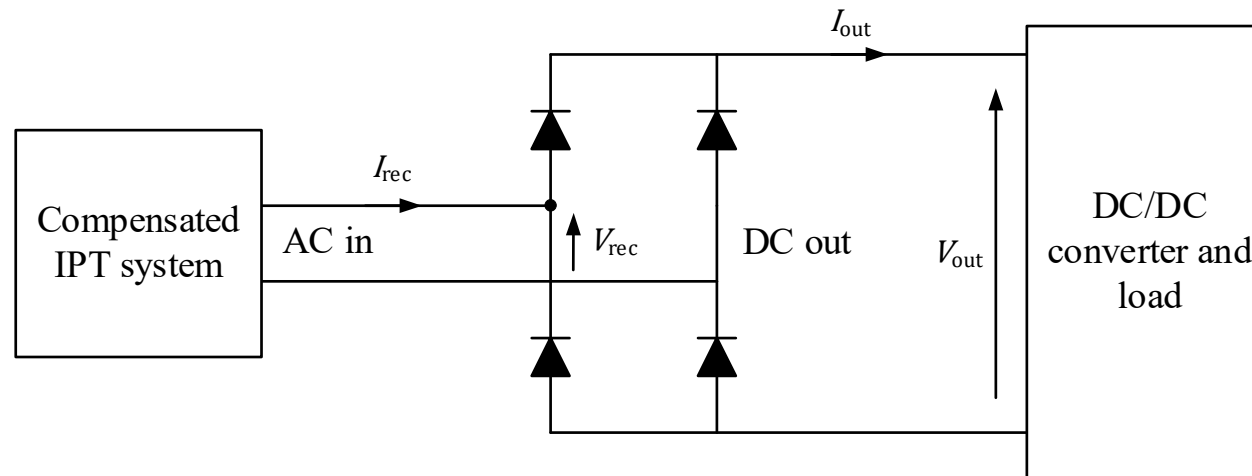 Compensated
IPT system
AC in
I_rec
V_rec
DC out
I_out
V_out
DC/DC
converter and
load